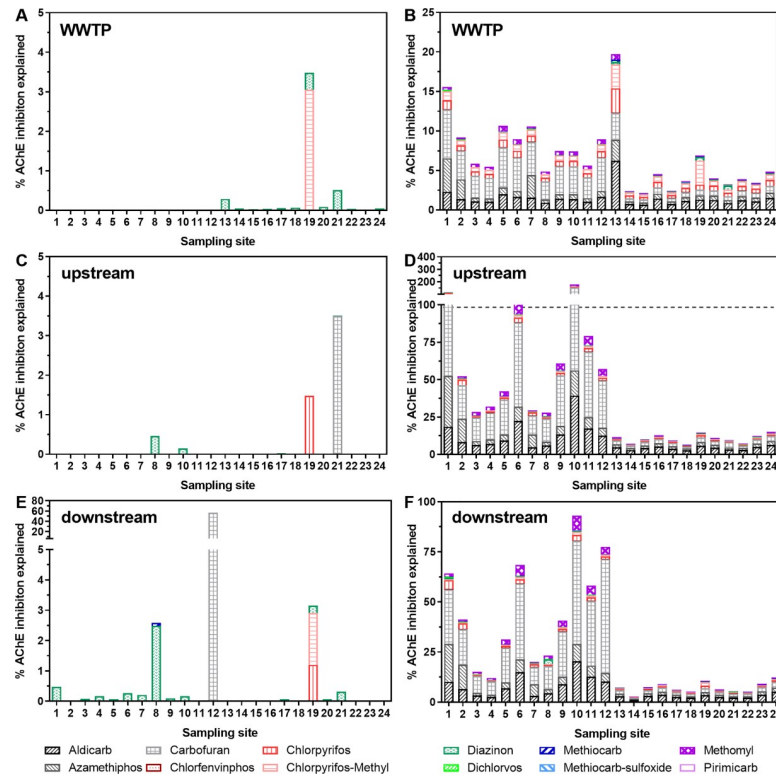 A
WWTP
% AChE inhibiton explained
5
4
3
2
1
0
1 2 3 4 5 6 7 8 9 10 11 12 13 14 15 16 17 18 19 20 21 22 23 24
Sampling site
B
WWTP
% AChE inhibiton explained
25
20
15
10
5
0
1 2 3 4 5 6 7 8 9 10 11 12 13 14 15 16 17 18 19 20 21 22 23 24
Sampling site
C
upstream
% AChE inhibiton explained
5
4
3
2
1
0
1 2 3 4 5 6 7 8 9 10 11 12 13 14 15 16 17 18 19 20 21 22 23 24
Sampling site
D
upstream
% AChE inhibiton explained
400
300
200
100
75
50
25
0
1 2 3 4 5 6 7 8 9 10 11 12 13 14 15 16 17 18 19 20 21 22 23 24
Sampling site
E
downstream
% AChE inhibiton explained
80
60
40
20
5
4
3
2
1
0
1 2 3 4 5 6 7 8 9 10 11 12 13 14 15 16 17 18 19 20 21 22 23 24
Sampling site
F
downstream
% AChE inhibiton explained
100
75
50
25
0
1 2 3 4 5 6 7 8 9 10 11 12 13 14 15 16 17 18 19 20 21 22 23 24
Sampling site
Aldicarb Carbofuran Chlorpyrifos Diazinon Methiocarb Methomyl
Azamethiphos Chlorfenvinphos Chlorpyrifos-Methyl Dichlorvos Methiocarb-sulfoxide Pirimicarb